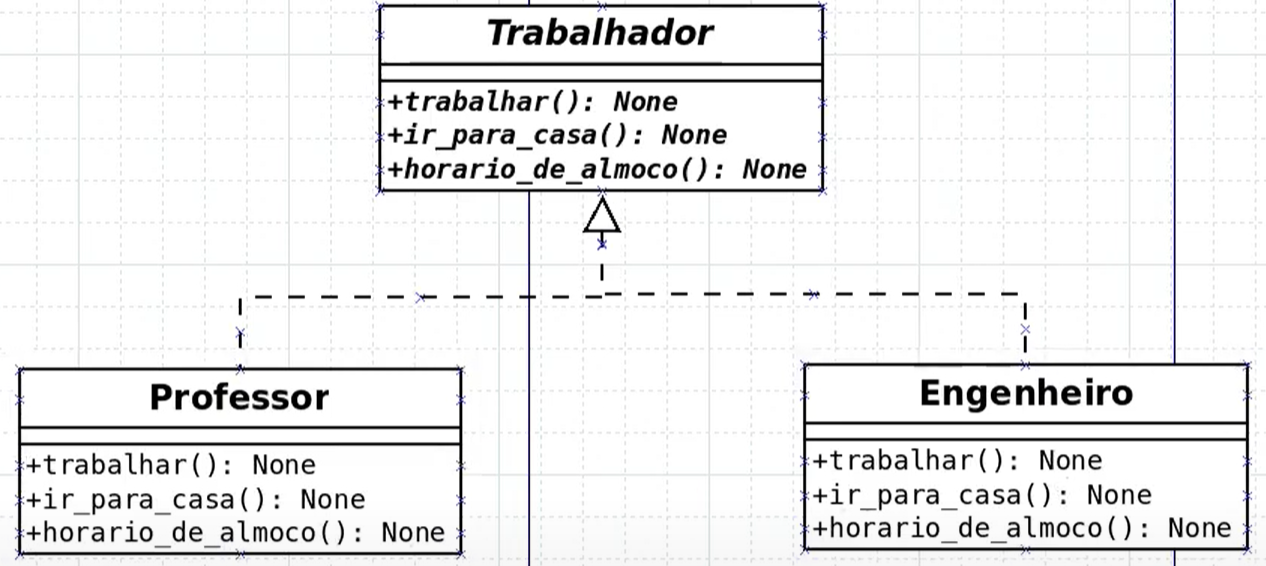 Trabalhador
+trabalhar(): None
+ir_para_casa(): None
+horario_de_almoco(): None
Professor
+trabalhar(): None
+ir_para_casa(): None
+horario_de_almoco(): None
Engenheiro
+trabalhar(): None
+ir_para_casa(): None
+horario_de_almoco(): None